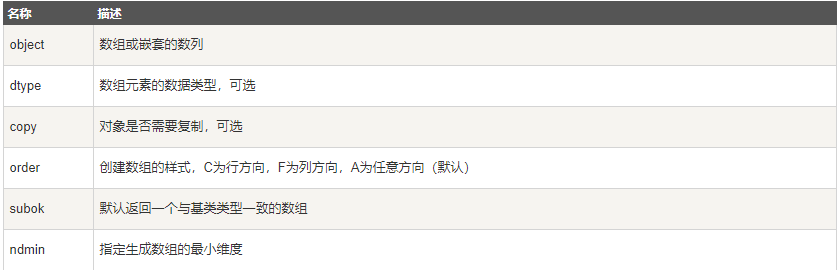 名称 描述
object 数组或嵌套的数列
dtype 数组元素的数据类型，可选
copy 对象是否需要复制，可选
order 创建数组的样式，C为行方向，F为列方向，A为任意方向（默认）
subok 默认返回一个与基类类型一致的数组
ndmin 指定生成数组的最小维度